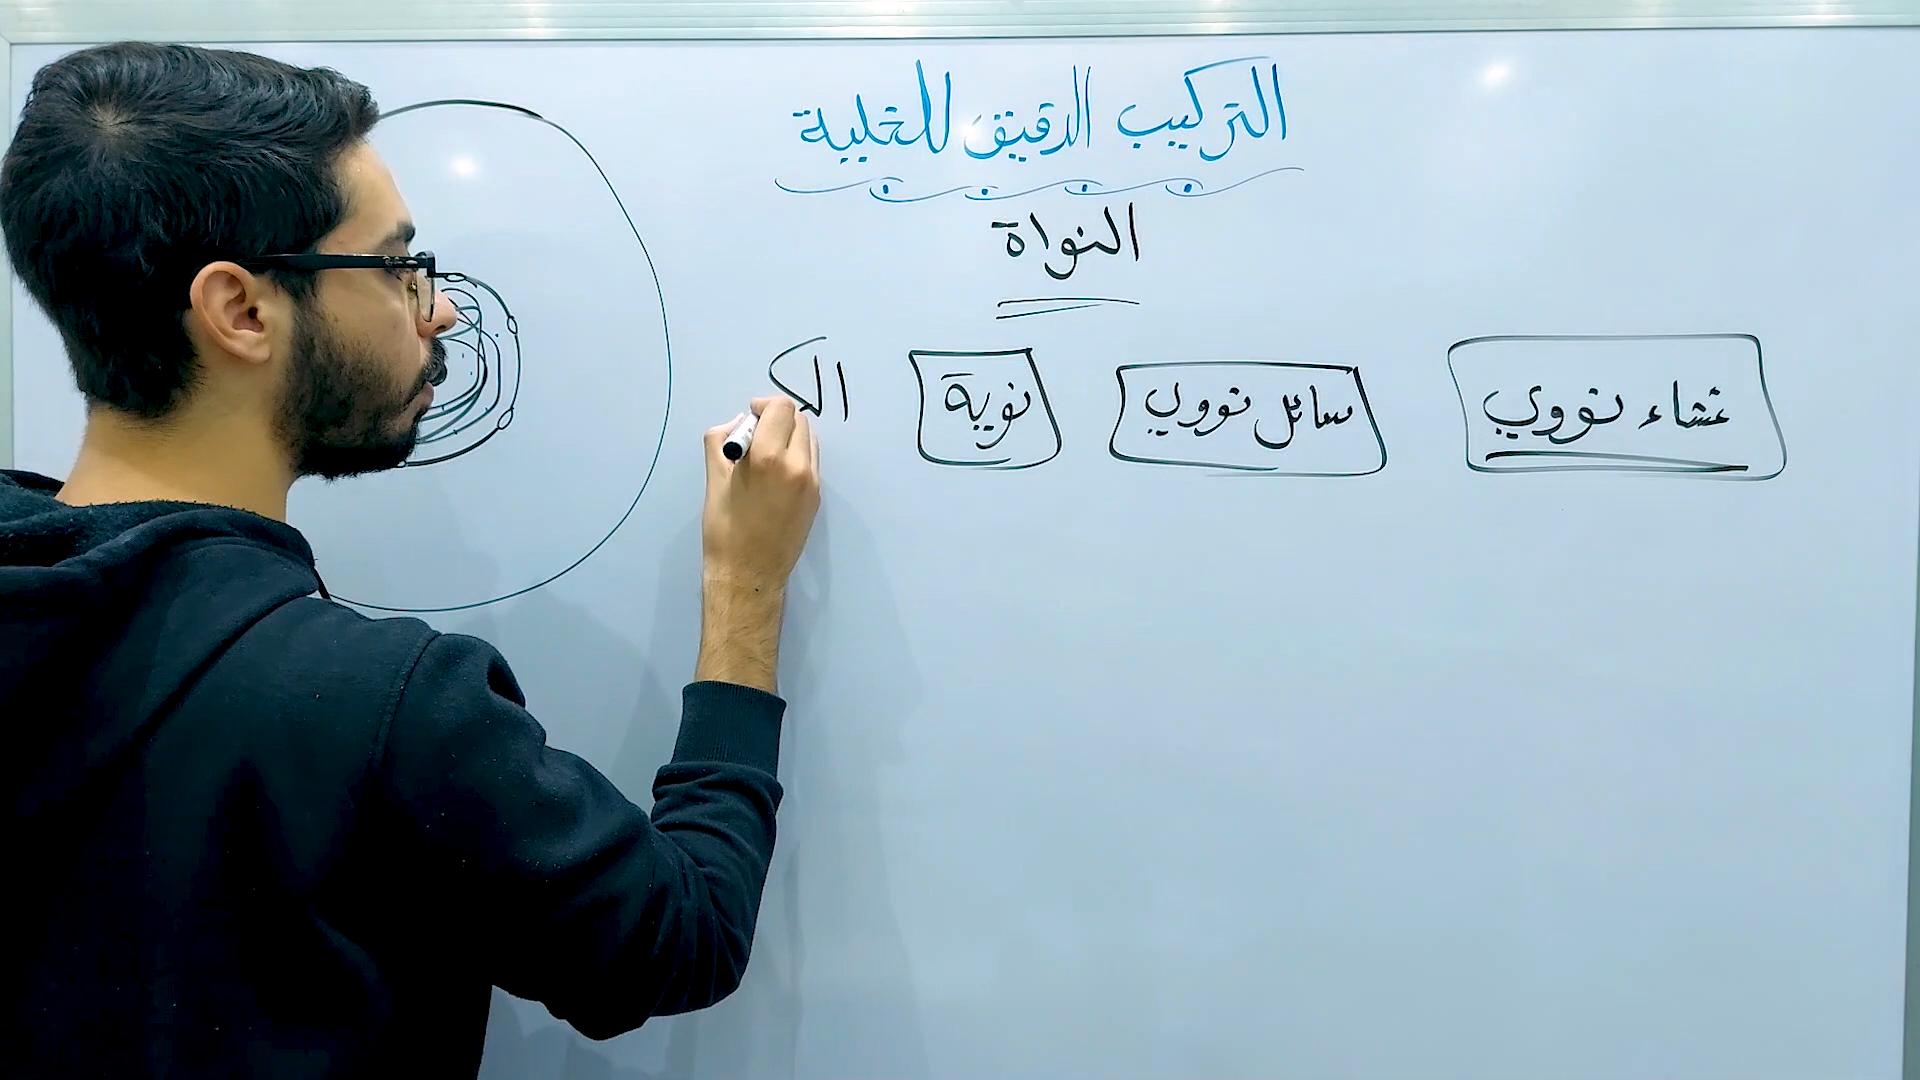 التركيب الدقيق للخلية
النواة
غشاء نووي سائل نووي نوية الك